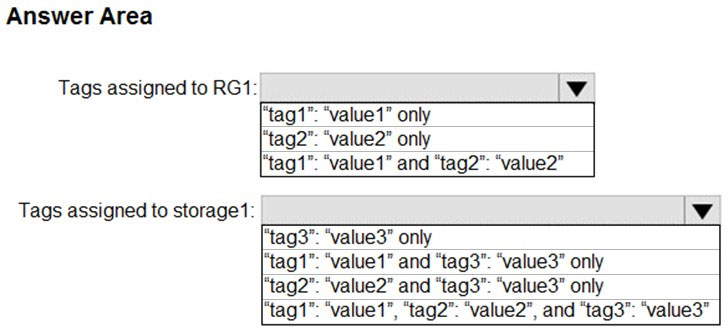 Answer Area
Tags assigned to RG1:
“tag1”: “value1” only
“tag2”: “value2” only
“tag1”: “value1” and “tag2”: “value2”
Tags assigned to storage1:
“tag3”: “value3” only
“tag1”: “value1” and “tag3”: “value3” only
“tag2”: “value2” and “tag3”: “value3” only
“tag1”: “value1”, “tag2”: “value2”, and “tag3”: “value3”